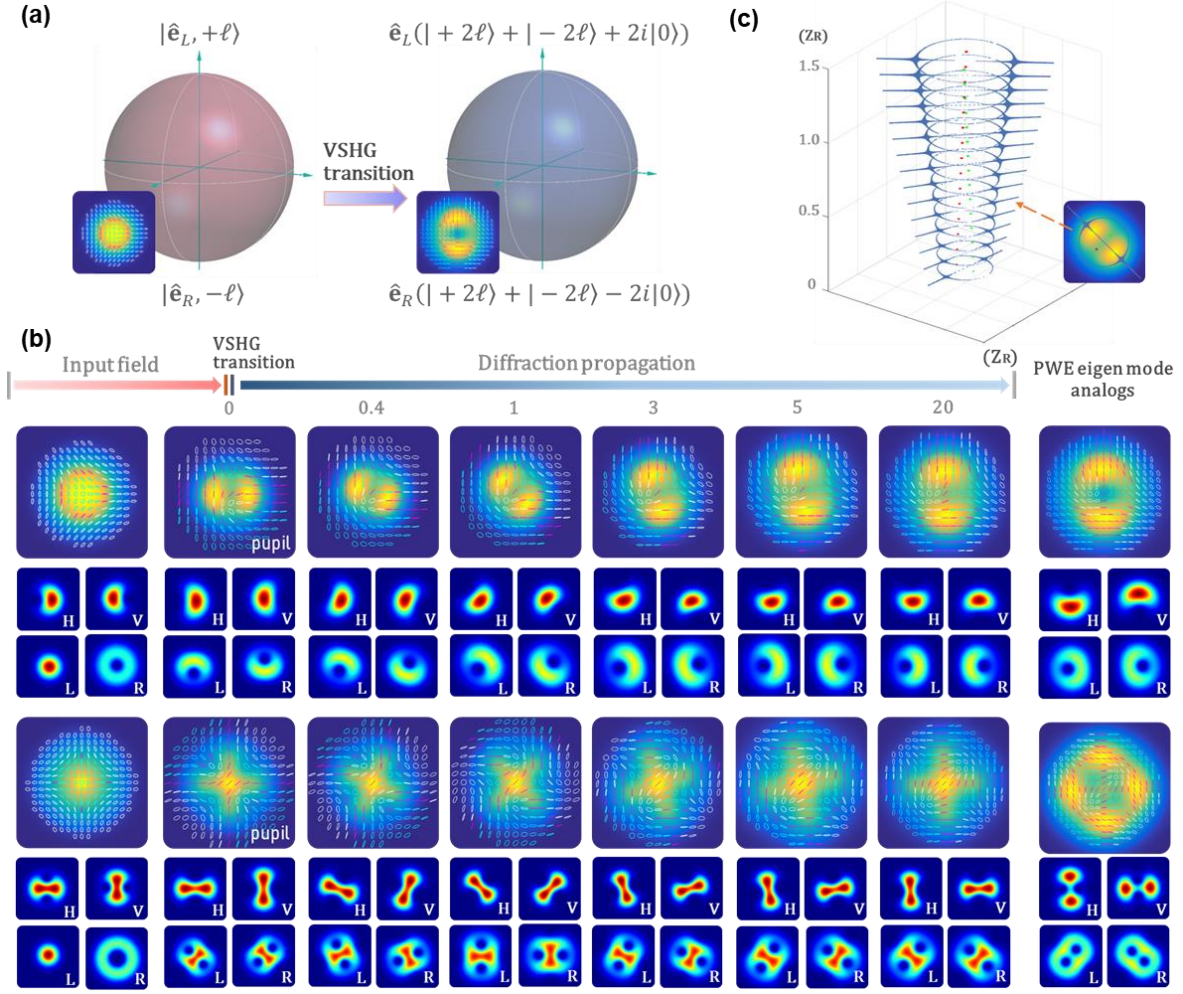 (a)
|ê_L, +ℓ⟩
ê_L(| + 2ℓ⟩ + | − 2ℓ⟩ + 2i|0⟩)
VSHG
transition
|ê_R, −ℓ⟩
ê_R(| + 2ℓ⟩ + | − 2ℓ⟩ − 2i|0⟩)
(c)
(ZR)
1.5
1.0
0.5
0
(b)
Input field
VSHG
transition
Diffraction propagation
(ZR)
PWE eigen mode
analogs
0 0.4 1 3 5 20
pupil
H V H V H V H V H V H V H V H V
L R L R L R L R L R L R L R L R
pupil
H V H V H V H V H V H V H V H V
L R L R L R L R L R L R L R L R